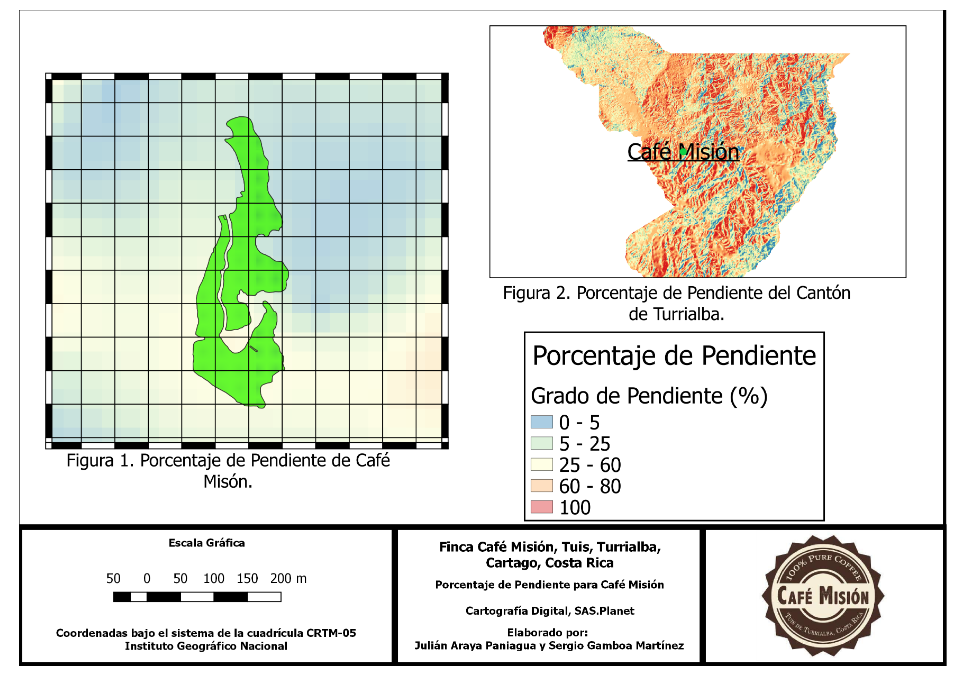 Café Misión
Figura 2. Porcentaje de Pendiente del Cantón
de Turrialba.
Figura 1. Porcentaje de Pendiente de Café
Misón.
Porcentaje de Pendiente
Grado de Pendiente (%)
0 - 5
5 - 25
25 - 60
60 - 80
100
Escala Gráfica
50 0 50 100 150 200 m
Coordenadas bajo el sistema de la cuadrícula CRTM-05
Instituto Geográfico Nacional
Finca Café Misión, Tuis, Turrialba,
Cartago, Costa Rica
Porcentaje de Pendiente para Café Misión
Cartografía Digital, SAS.Planet
Elaborado por:
Julián Araya Paniagua y Sergio Gamboa Martínez
100% PURE COFFEE
CAFÉ MISIÓN
TUIS DE TURRIALBA, COSTA RICA